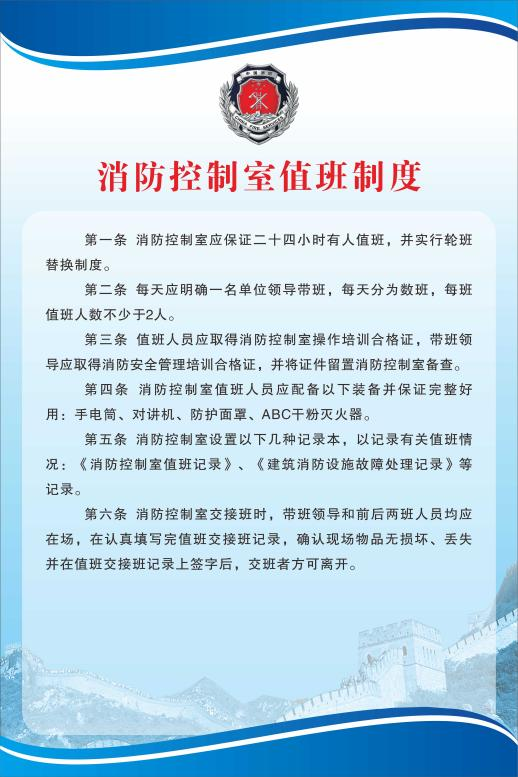 消防控制室值班制度
第一条 消防控制室应保证二十四小时有人值班，并实行轮班
替换制度。
第二条 每天应明确一名单位领导带班，每天分为数班，每班
值班人数不少于2人。
第三条 值班人员应取得消防控制室操作培训合格证，带班领
导应取得消防安全管理培训合格证，并将证件留置消防控制室备查。
第四条 消防控制室值班人员应配备以下装备并保证完整好
用：手电筒、对讲机、防护面罩、ABC干粉灭火器。
第五条 消防控制室设置以下几种记录本，以记录有关值班情
况：《消防控制室值班记录》、《建筑消防设施故障处理记录》等
记录。
第六条 消防控制室交接班时，带班领导和前后两班人员均应
在场，在认真填写完值班交接班记录，确认现场物品无损坏、丢失
并在值班交接班记录上签字后，交班者方可离开。